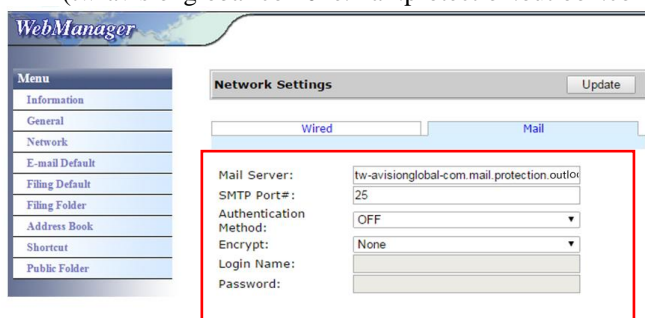 WebManager
Menu
Information
General
Network
E-mail Default
Filing Default
Filing Folder
Address Book
Shortcut
Public Folder
Network Settings
Update
Wired
Mail
Mail Server: tw-avisionglobal-com.mail.protection.outlo
SMTP Port#: 25
Authentication
Method: OFF
Encrypt: None
Login Name:
Password: